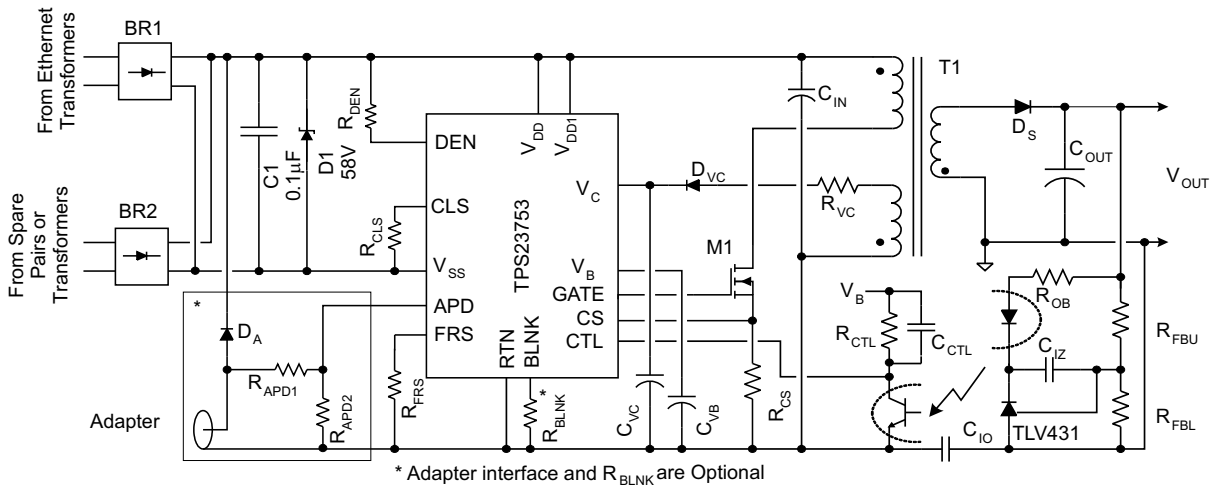 From Ethernet
Transformers
BR1
From Spare
Pairs or
Transformers
BR2
C1
0.1μF
D1
58V
R_DEN
R_CLS
DEN
CLS
V_SS
APD
FRS
V_DD
V_DD1
TPS23753
RTN
BLNK
V_C
V_B
GATE
CS
CTL
*
D_A
R_APD1
R_APD2
Adapter
R_FRS
*
R_BLNK
C_VC
C_VB
R_CS
D_VC
R_VC
M1
C_IN
T1
D_S
C_OUT
V_OUT
V_B
R_CTL
C_CTL
R_OB
C_IZ
R_FBU
R_FBL
TLV431
C_IO
* Adapter interface and R_BLNK are Optional